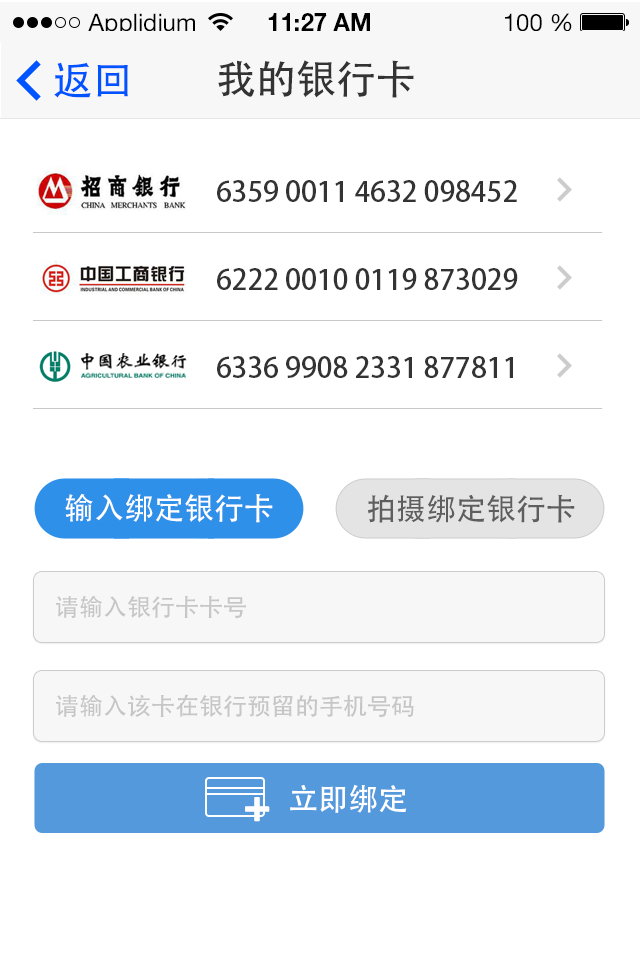 Applidium 11:27 AM 100 %
返回 我的银行卡
招商银行
CHINA MERCHANTS BANK
6359 0011 4632 098452
中国工商银行
INDUSTRIAL AND COMMERCIAL BANK OF CHINA
6222 0010 0119 873029
中国农业银行
AGRICULTURAL BANK OF CHINA
6336 9908 2331 877811
输入绑定银行卡 拍摄绑定银行卡
请输入银行卡卡号
请输入该卡在银行预留的手机号码
立即绑定